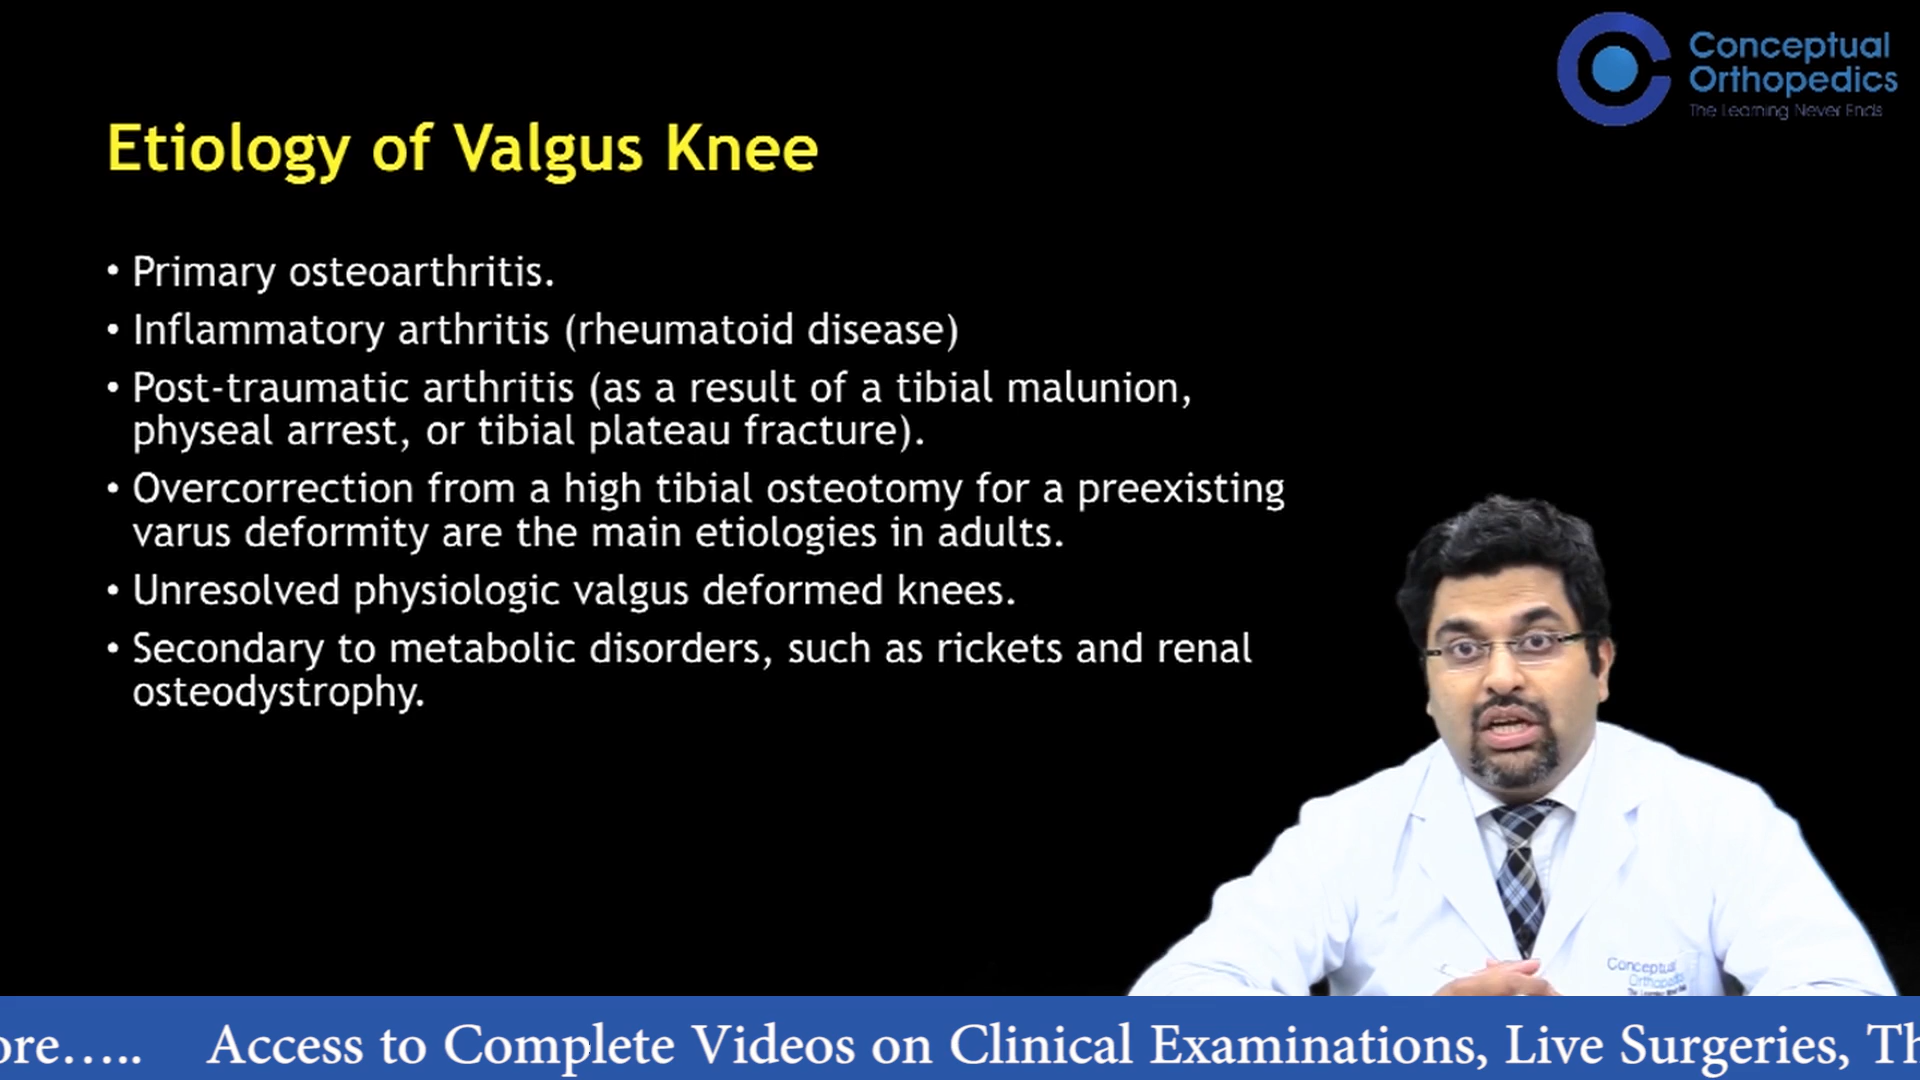 Conceptual
Orthopedics
The Learning Never Ends
Etiology of Valgus Knee
• Primary osteoarthritis.
• Inflammatory arthritis (rheumatoid disease)
• Post-traumatic arthritis (as a result of a tibial malunion,
physeal arrest, or tibial plateau fracture).
• Overcorrection from a high tibial osteotomy for a preexisting
varus deformity are the main etiologies in adults.
• Unresolved physiologic valgus deformed knees.
• Secondary to metabolic disorders, such as rickets and renal
osteodystrophy.
Conceptual
Orthopedics
ore..... Access to Complete Videos on Clinical Examinations, Live Surgeries, Th